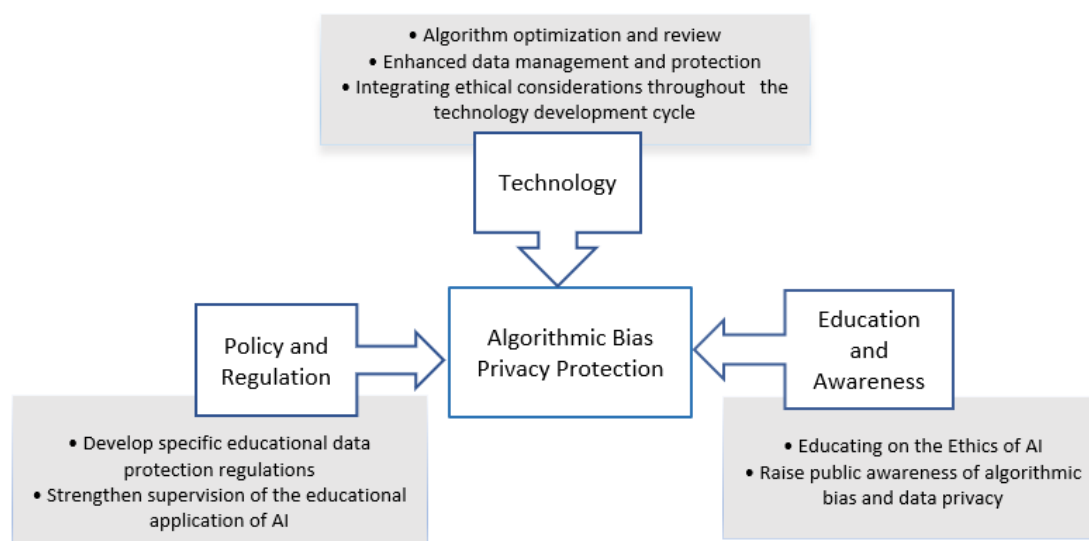 • Algorithm optimization and review
• Enhanced data management and protection
• Integrating ethical considerations throughout the
technology development cycle
Technology
Policy and
Regulation
Algorithmic Bias
Privacy Protection
Education
and
Awareness
• Develop specific educational data
protection regulations
• Strengthen supervision of the educational
application of AI
• Educating on the Ethics of AI
• Raise public awareness of algorithmic
bias and data privacy